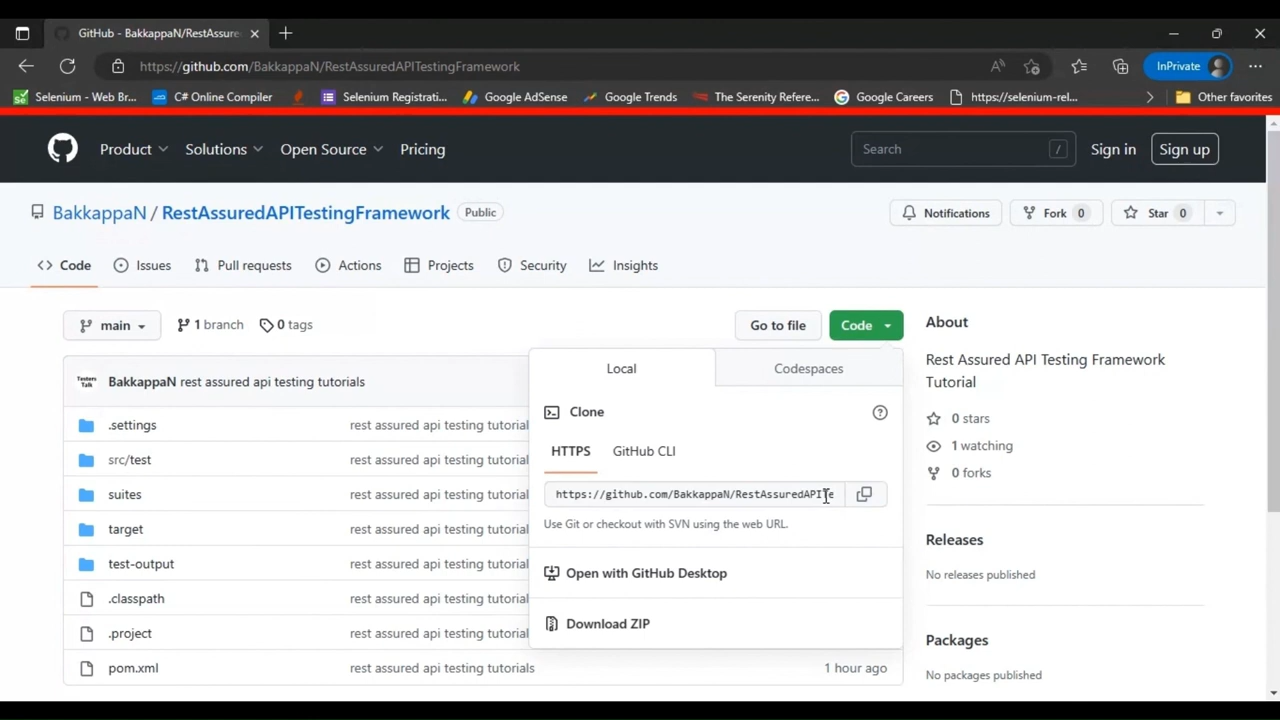 GitHub - BakkappaN/RestAssure
https://github.com/BakkappaN/RestAssuredAPITestingFramework
InPrivate
Selenium - Web Br... C# Online Compiler Selenium Registrati... Google AdSense Google Trends The Serenity Refere... Google Careers https://selenium-rel... Other favorites
Product Solutions Open Source Pricing Search / Sign in Sign up
BakkappaN / RestAssuredAPITestingFramework Public Notifications Fork 0 Star 0
Code Issues Pull requests Actions Projects Security Insights
main 1 branch 0 tags Go to file Code
Testers Talk BakkappaN rest assured api testing tutorials
.settings rest assured api testing tutorial
src/test rest assured api testing tutorial
suites rest assured api testing tutorial
target rest assured api testing tutorial
test-output rest assured api testing tutorial
.classpath rest assured api testing tutorial
.project rest assured api testing tutorial
pom.xml rest assured api testing tutorials 1 hour ago
Local Codespaces
Clone
HTTPS GitHub CLI
https://github.com/BakkappaN/RestAssuredAPITe
Use Git or checkout with SVN using the web URL.
Open with GitHub Desktop
Download ZIP
About
Rest Assured API Testing Framework
Tutorial
0 stars
1 watching
0 forks
Releases
No releases published
Packages
No packages published